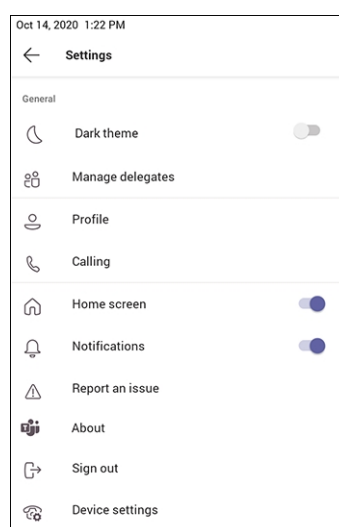 Oct 14, 2020 1:22 PM
Settings
General
Dark theme
Manage delegates
Profile
Calling
Home screen
Notifications
Report an issue
About
Sign out
Device settings